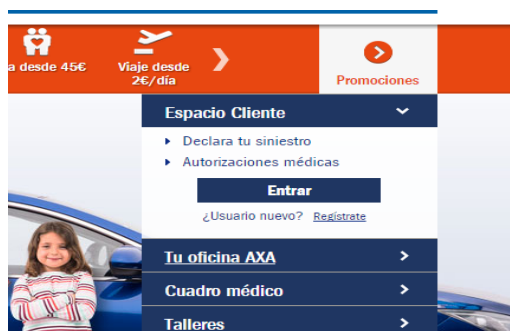 a desde 45€
Viaje desde
2€/día
Promociones
Espacio Cliente
Declara tu siniestro
Autorizaciones médicas
Entrar
¿Usuario nuevo? Regístrate
Tu oficina AXA
Cuadro médico
Talleres